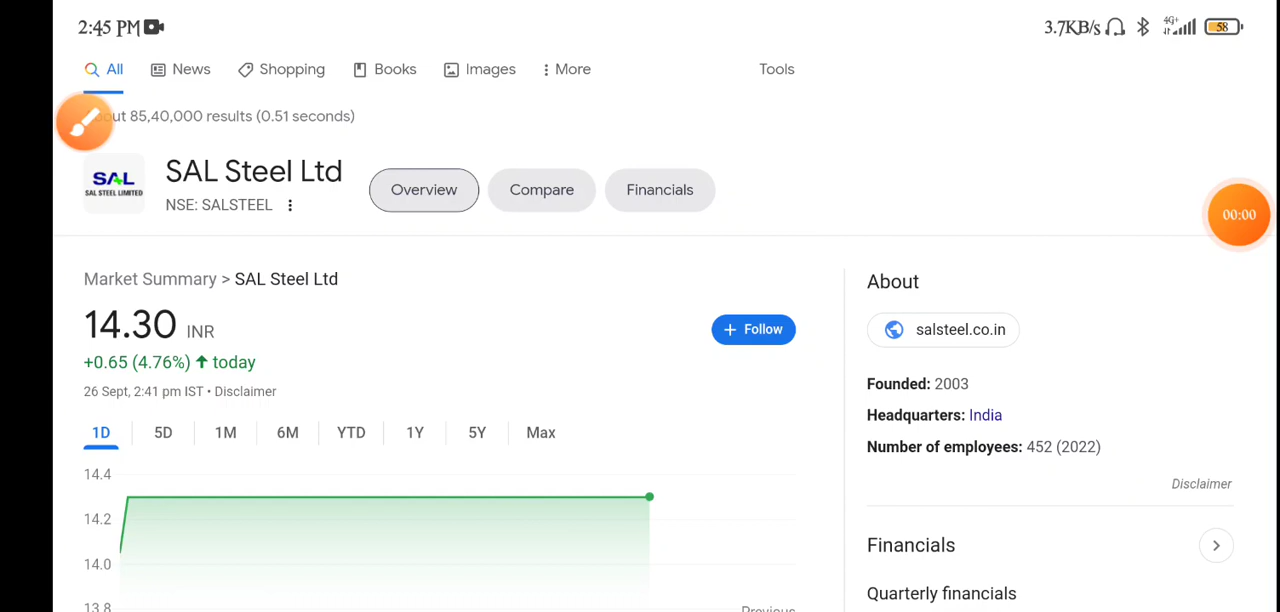 2:45 PM
3.7KB/s 4G+ 58
All News Shopping Books Images More Tools
out 85,40,000 results (0.51 seconds)
SAL
SAL STEEL LIMITED
SAL Steel Ltd
NSE: SALSTEEL
Overview Compare Financials
00:00
Market Summary > SAL Steel Ltd
14.30 INR
+ Follow
+0.65 (4.76%) ↑ today
26 Sept, 2:41 pm IST • Disclaimer
1D 5D 1M 6M YTD 1Y 5Y Max
14.4
14.2
14.0
13.8
Previous
About
salsteel.co.in
Founded: 2003
Headquarters: India
Number of employees: 452 (2022)
Disclaimer
Financials
Quarterly financials